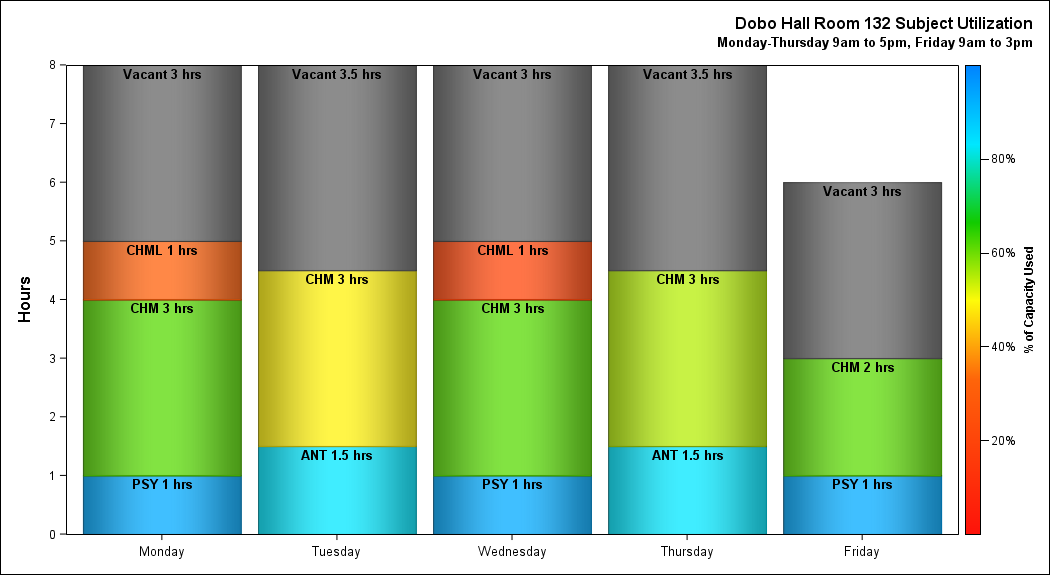 Dobo Hall Room 132 Subject Utilization
Monday-Thursday 9am to 5pm, Friday 9am to 3pm
Hours
8
7
6
5
4
3
2
1
0
Vacant 3 hrs
CHML 1 hrs
CHM 3 hrs
PSY 1 hrs
Monday
Vacant 3.5 hrs
CHM 3 hrs
ANT 1.5 hrs
Tuesday
Vacant 3 hrs
CHML 1 hrs
CHM 3 hrs
PSY 1 hrs
Wednesday
Vacant 3.5 hrs
CHM 3 hrs
ANT 1.5 hrs
Thursday
Vacant 3 hrs
CHM 2 hrs
PSY 1 hrs
Friday
80%
60%
40%
20%
% of Capacity Used